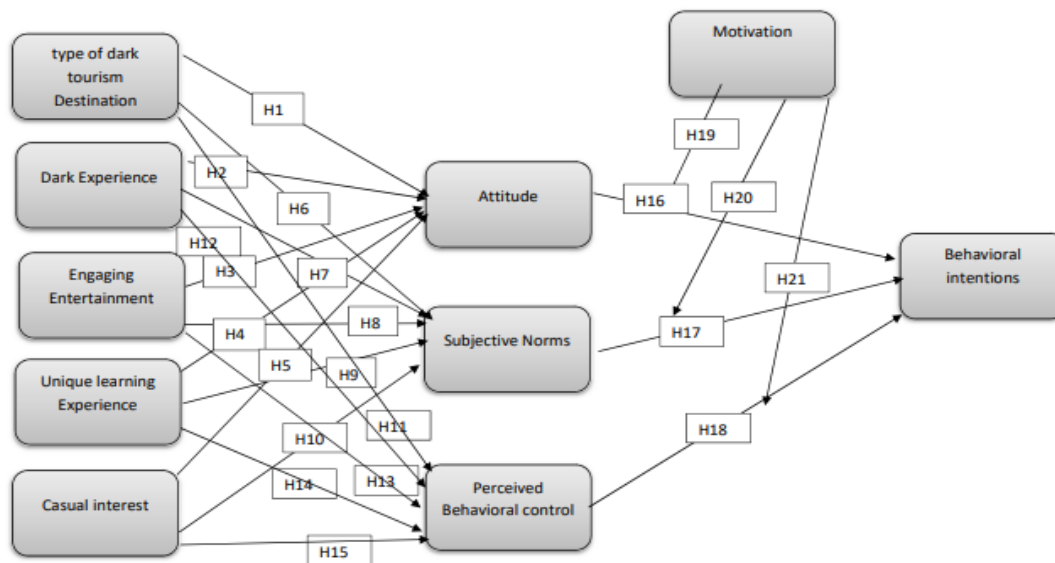 type of dark
tourism
Destination
Dark Experience
Engaging
Entertainment
Unique learning
Experience
Casual interest
H1
H2
H6
H12
H3
H7
H4
H8
H5
H9
H10
H11
H14
H13
H15
Attitude
Subjective Norms
Perceived
Behavioral control
Motivation
H19
H20
H16
H21
H17
H18
Behavioral
intentions